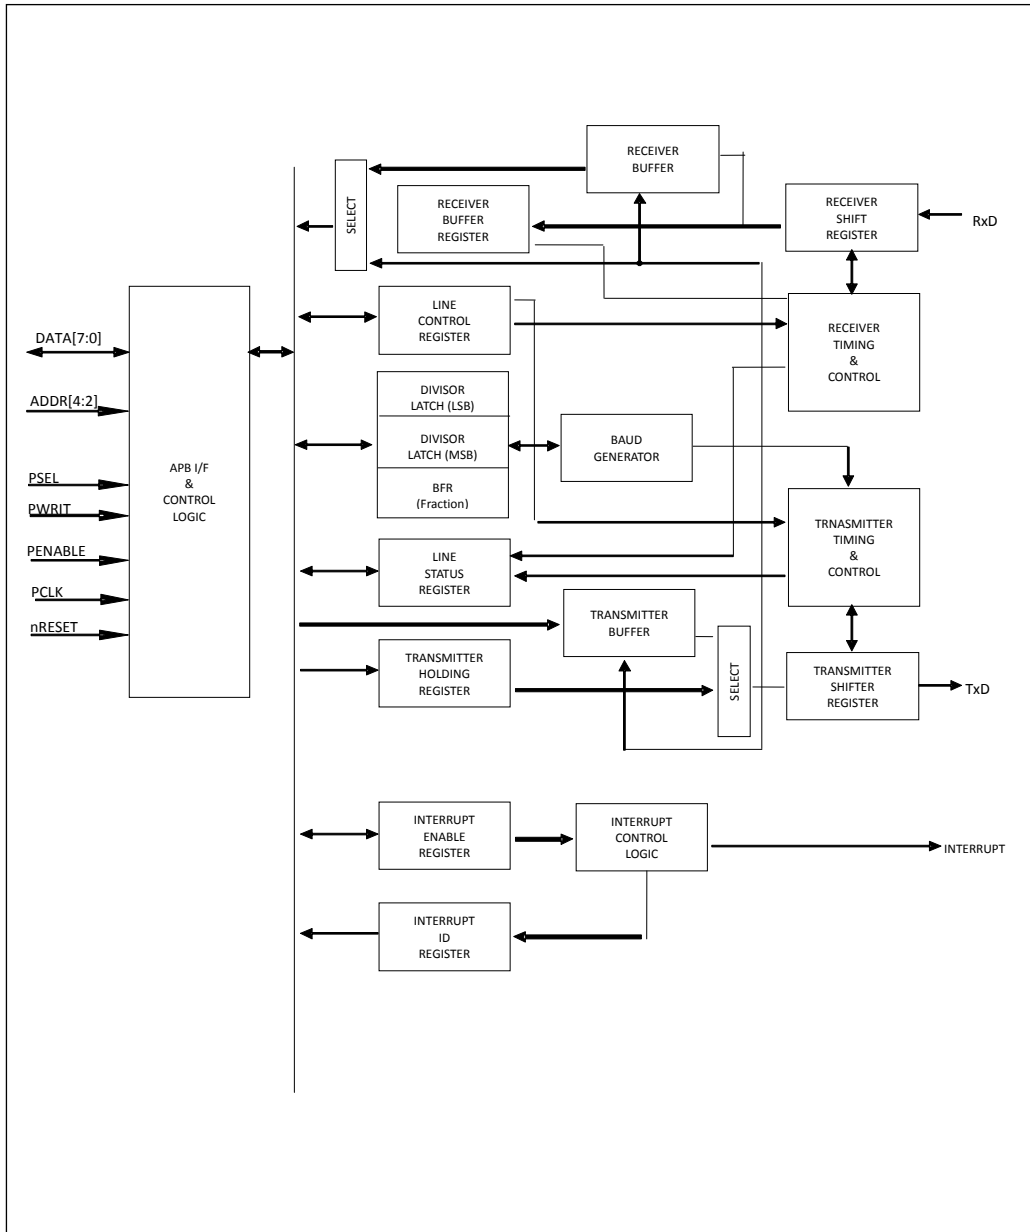 RECEIVER
BUFFER
SELECT
RECEIVER
BUFFER
REGISTER
RECEIVER
SHIFT
REGISTER
RxD
LINE
CONTROL
REGISTER
RECEIVER
TIMING
&
CONTROL
DATA[7:0]
ADDR[4:2]
PSEL
PWRIT
PENABLE
PCLK
nRESET
APB I/F
&
CONTROL
LOGIC
DIVISOR
LATCH (LSB)
DIVISOR
LATCH (MSB)
BFR
(Fraction)
BAUD
GENERATOR
TRNASMITTER
TIMING
&
CONTROL
LINE
STATUS
REGISTER
TRANSMITTER
BUFFER
TRANSMITTER
HOLDING
REGISTER
SELECT
TRANSMITTER
SHIFTER
REGISTER
TxD
INTERRUPT
ENABLE
REGISTER
INTERRUPT
CONTROL
LOGIC
INTERRUPT
INTERRUPT
ID
REGISTER